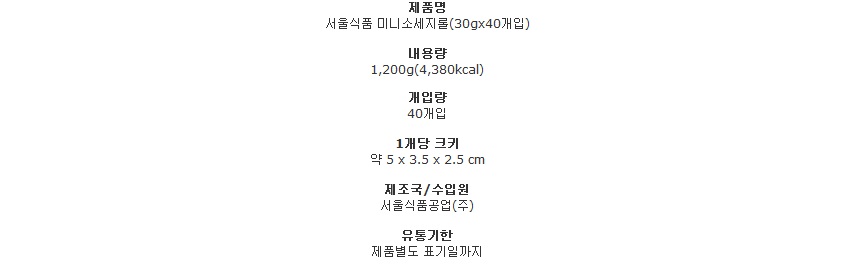 제품명
서울식품 미니소세지롤(30gx40개입)
내용량
1,200g(4,380kcal)
개입량
40개입
1개당 크키
약 5 x 3.5 x 2.5 cm
제조국/수입원
서울식품공업(주)
유통기한
제품별도 표기일까지